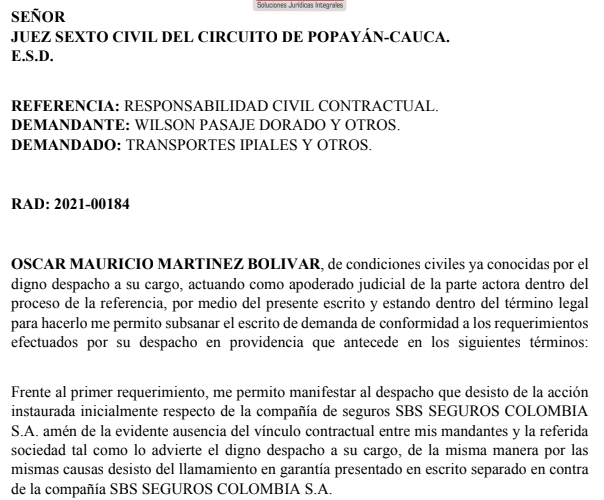 Soluciones Jurídicas Integrales
SEÑOR
JUEZ SEXTO CIVIL DEL CIRCUITO DE POPAYÁN-CAUCA.
E.S.D.
REFERENCIA: RESPONSABILIDAD CIVIL CONTRACTUAL.
DEMANDANTE: WILSON PASAJE DORADO Y OTROS.
DEMANDADO: TRANSPORTES IPIALES Y OTROS.
RAD: 2021-00184
OSCAR MAURICIO MARTINEZ BOLIVAR, de condiciones civiles ya conocidas por el
digno despacho a su cargo, actuando como apoderado judicial de la parte actora dentro del
proceso de la referencia, por medio del presente escrito y estando dentro del término legal
para hacerlo me permito subsanar el escrito de demanda de conformidad a los requerimientos
efectuados por su despacho en providencia que antecede en los siguientes términos:
Frente al primer requerimiento, me permito manifestar al despacho que desisto de la acción
instaurada inicialmente respecto de la compañía de seguros SBS SEGUROS COLOMBIA
S.A. amén de la evidente ausencia del vínculo contractual entre mis mandantes y la referida
sociedad tal como lo advierte el digno despacho a su cargo, de la misma manera por las
mismas causas desisto del llamamiento en garantía presentado en escrito separado en contra
de la compañía SBS SEGUROS COLOMBIA S.A.